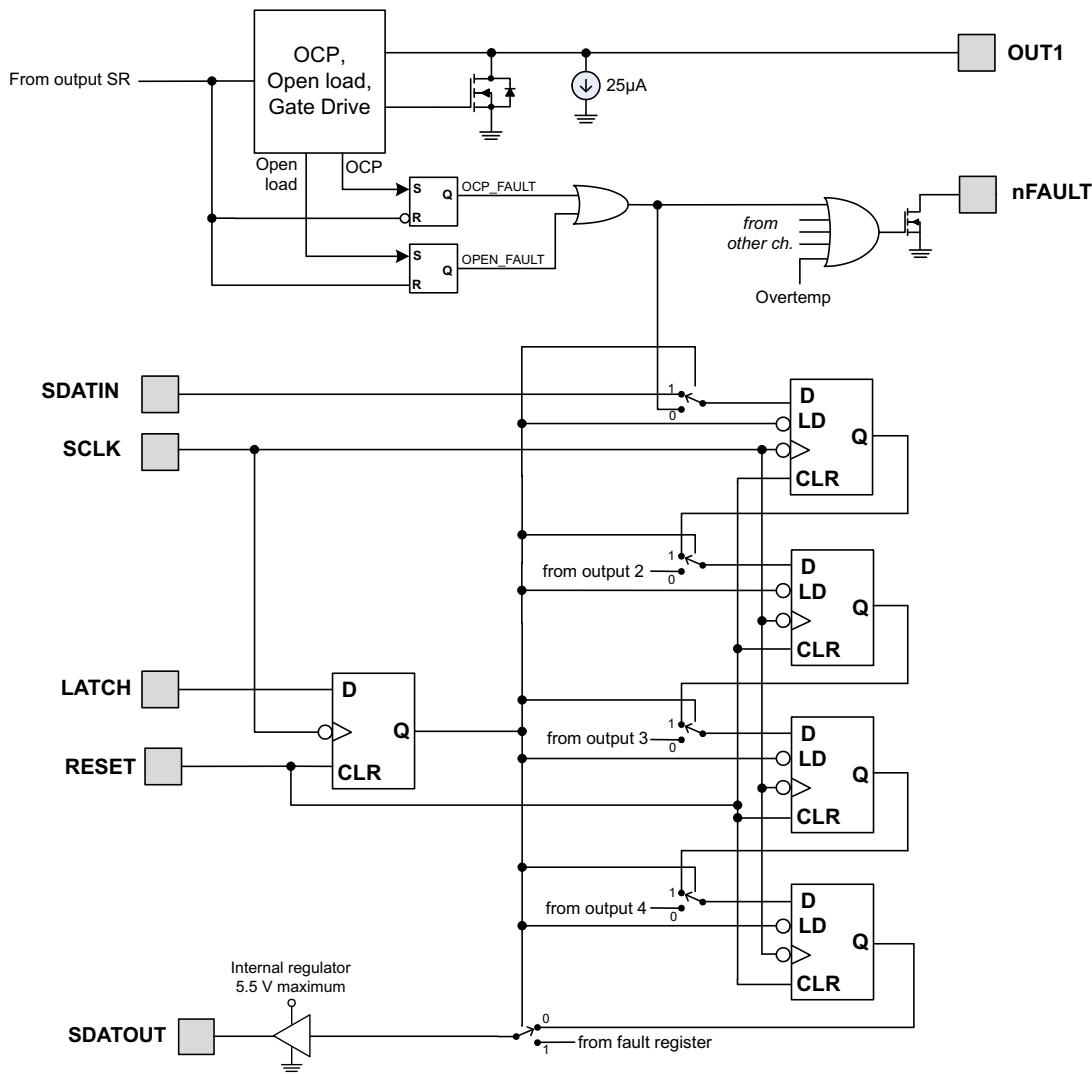 OCP,
Open load,
Gate Drive
OUT1
From output SR
25µA
Open
load
OCP
S
Q
R
OCP_FAULT
nFAULT
from
other ch.
S
Q
R
OPEN_FAULT
Overtemp
SDATIN
1
0
D
LD
Q
CLR
SCLK
1
from output 2
0
D
LD
Q
CLR
LATCH
D
Q
CLR
RESET
1
from output 3
0
D
LD
Q
CLR
1
from output 4
0
D
LD
Q
CLR
Internal regulator
5.5 V maximum
SDATOUT
0
1
from fault register